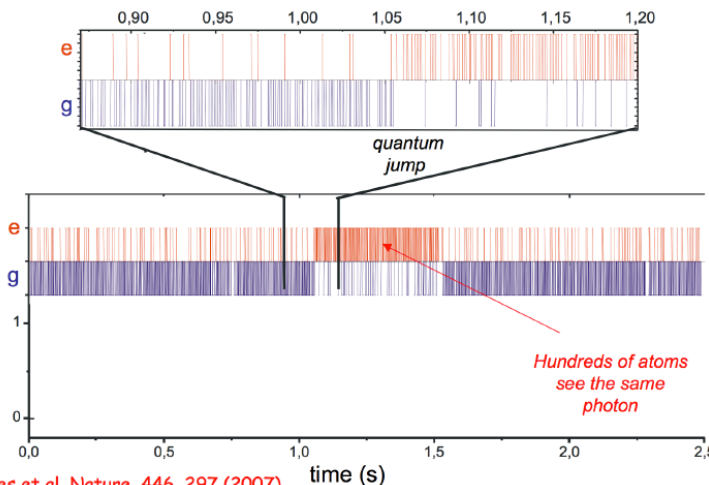 0,90 0,95 1,00 1,05 1,10 1,15 1,20
e
g
quantum
jump
e
g
1
0
Hundreds of atoms
see the same
photon
0,0 0,5 1,0 1,5 2,0 2,5
et al. Nature, 446, 297 (2007)
time (s)